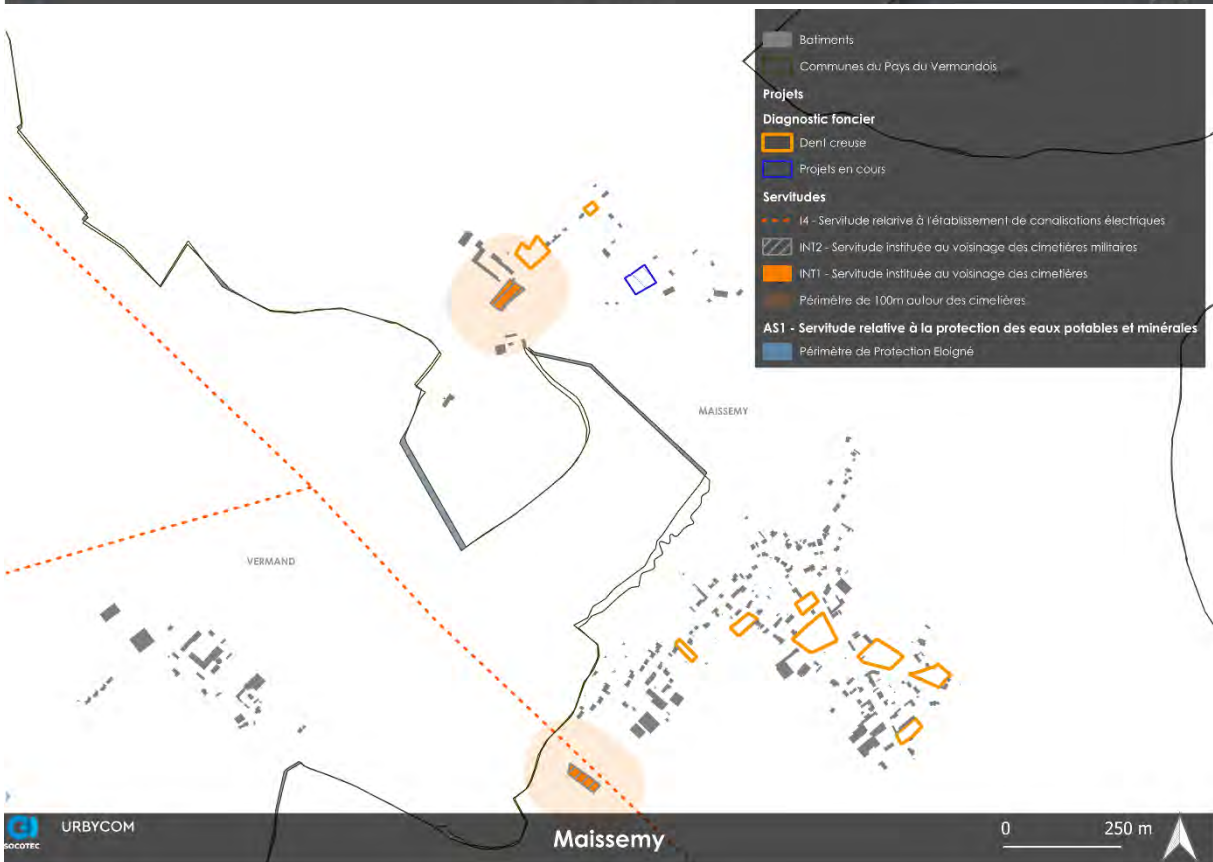 Batiments
Communes du Pays du Vermandois
Projets
Diagnostic foncier
Dent creuse
Projets en cours
Servitudes
I4 - Servitude relative à l'établissement de canalisations électriques
INT2 - Servitude instituée au voisinage des cimetières militaires
INT1 - Servitude instituée au voisinage des cimetières
Périmètre de 100m autour des cimetières
AS1 - Servitude relative à la protection des eaux potables et minérales
Périmètre de Protection Eloigné
MAISSEMY
VERMAND
SOCOTEC
URBYCOM
Maissemy
0 250 m